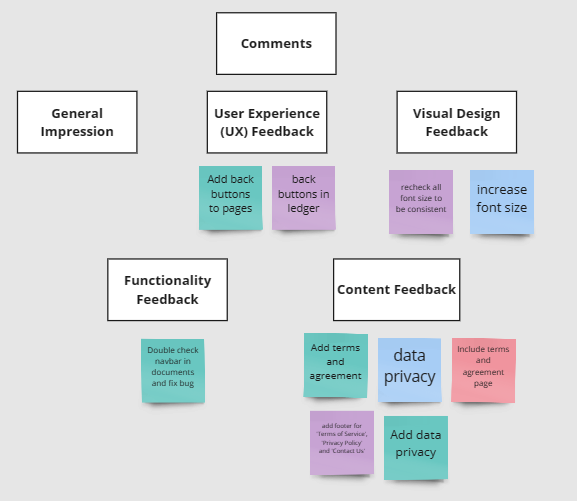 Comments
General
Impression
User Experience
(UX) Feedback
Visual Design
Feedback
Add back
buttons
to pages
back
buttons in
ledger
recheck all
font size to
be consistent
increase
font size
Functionality
Feedback
Content Feedback
Double check
navbar in
documents
and fix bug
Add terms
and
agreement
data
privacy
Include terms
and
agreement
page
add footer for
'Terms of Service',
'Privacy Policy'
and 'Contact Us'
Add data
privacy